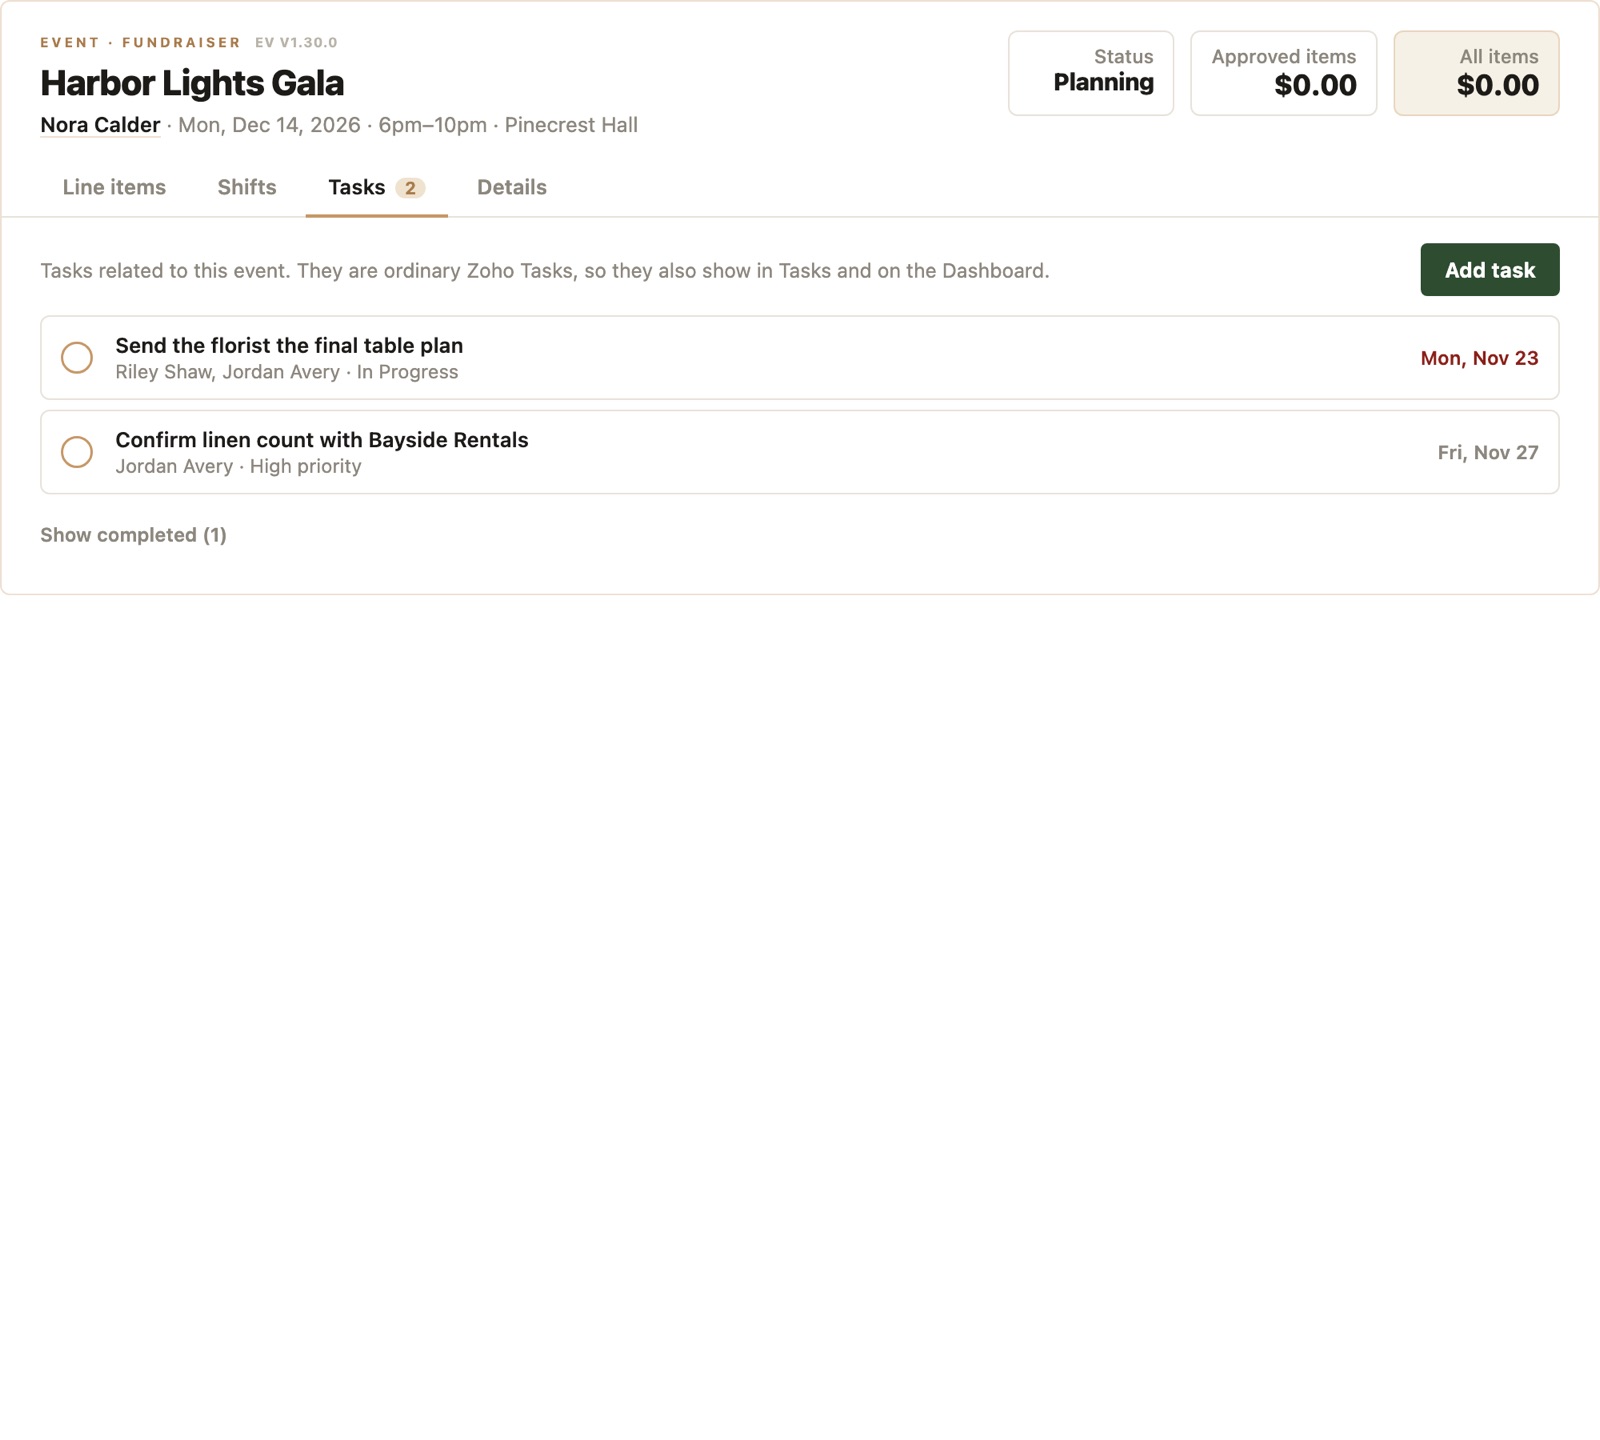 EVENT · FUNDRAISER EV V1.30.0
Harbor Lights Gala
Nora Calder · Mon, Dec 14, 2026 · 6pm–10pm · Pinecrest Hall
Status
Planning
Approved items
$0.00
All items
$0.00
Line items
Shifts
Tasks 2
Details
Tasks related to this event. They are ordinary Zoho Tasks, so they also show in Tasks and on the Dashboard.
Add task
Send the florist the final table plan
Riley Shaw, Jordan Avery · In Progress
Mon, Nov 23
Confirm linen count with Bayside Rentals
Jordan Avery · High priority
Fri, Nov 27
Show completed (1)